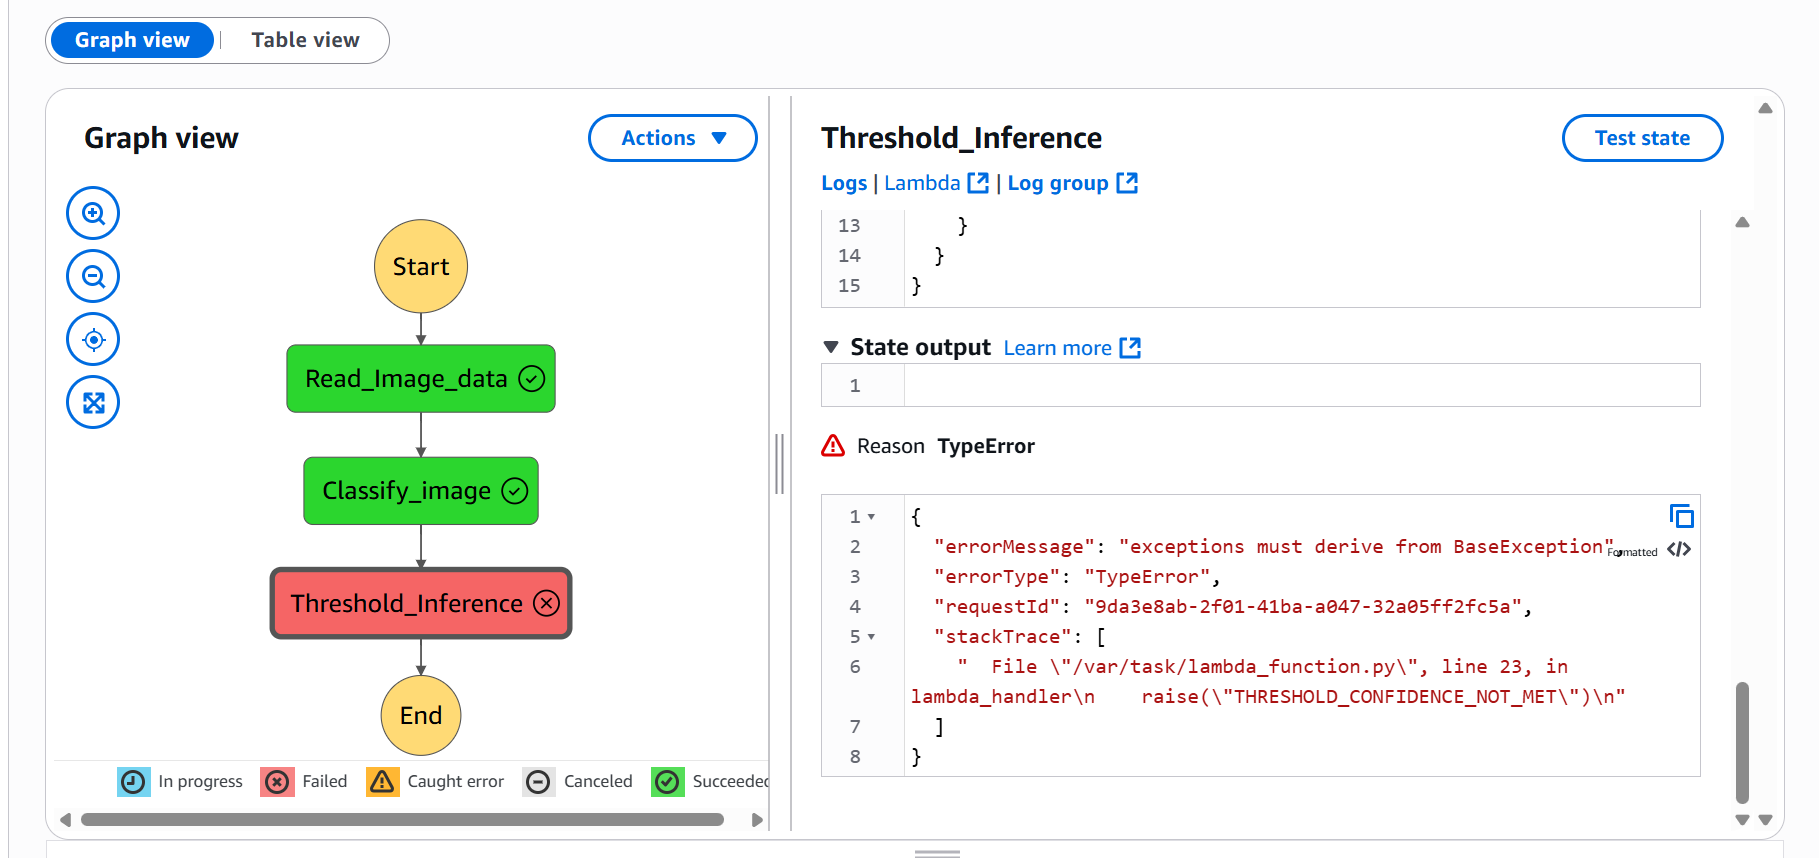 Graph view | Table view
Graph view
Actions
Start
Read_Image_data
Classify_image
Threshold_Inference
End
In progress
Failed
Caught error
Canceled
Succeeded
Threshold_Inference
Test state
Logs | Lambda | Log group
13 }
14 }
15 }
State output Learn more
1
Reason TypeError
1 {
2 "errorMessage": "exceptions must derive from BaseException",
Formatted </>
3 "errorType": "TypeError",
4 "requestId": "9da3e8ab-2f01-41ba-a047-32a05ff2fc5a",
5 "stackTrace": [
6 "  File \"/var/task/lambda_function.py\", line 23, in
lambda_handler\n    raise(\"THRESHOLD_CONFIDENCE_NOT_MET\")\n"
7 ]
8 }